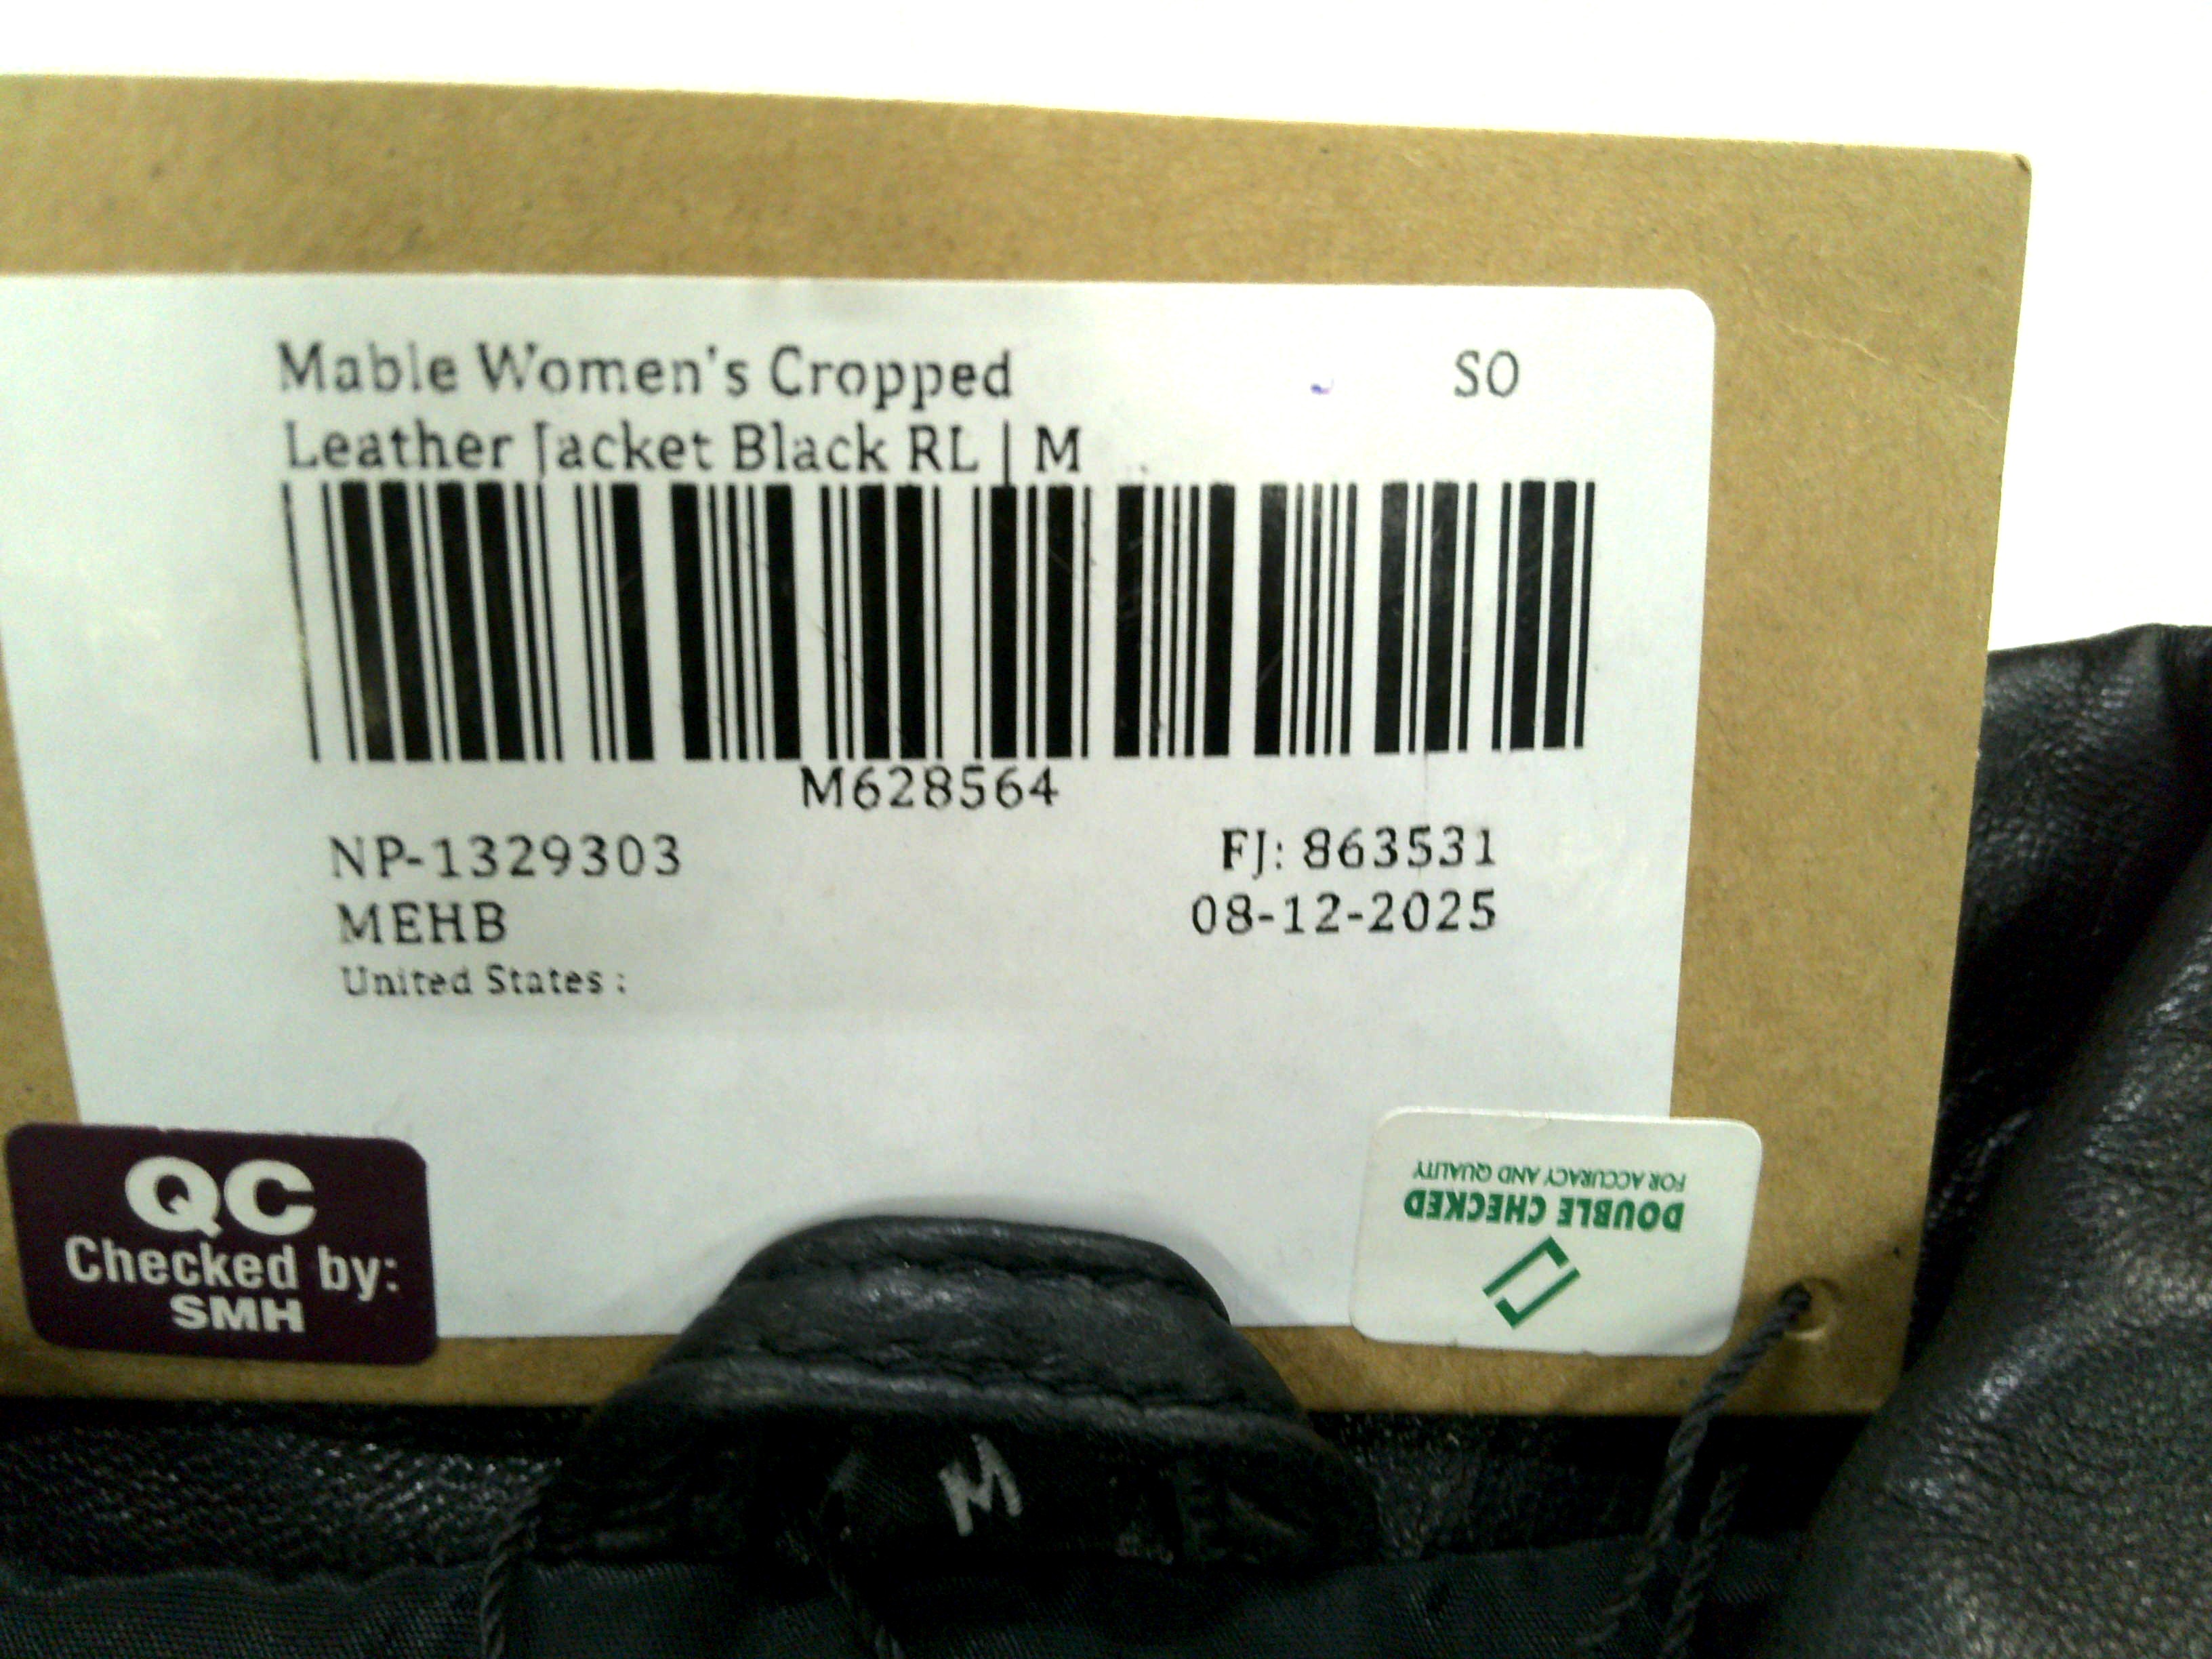 Mable Women's Cropped
SO
Leather Jacket Black RL | M
M628564
NP-1329303
FJ: 863531
MEHB
08-12-2025
United States :
QC
Checked by:
SMH
DOUBLE CHECKED
FOR ACCURACY AND QUALITY
M